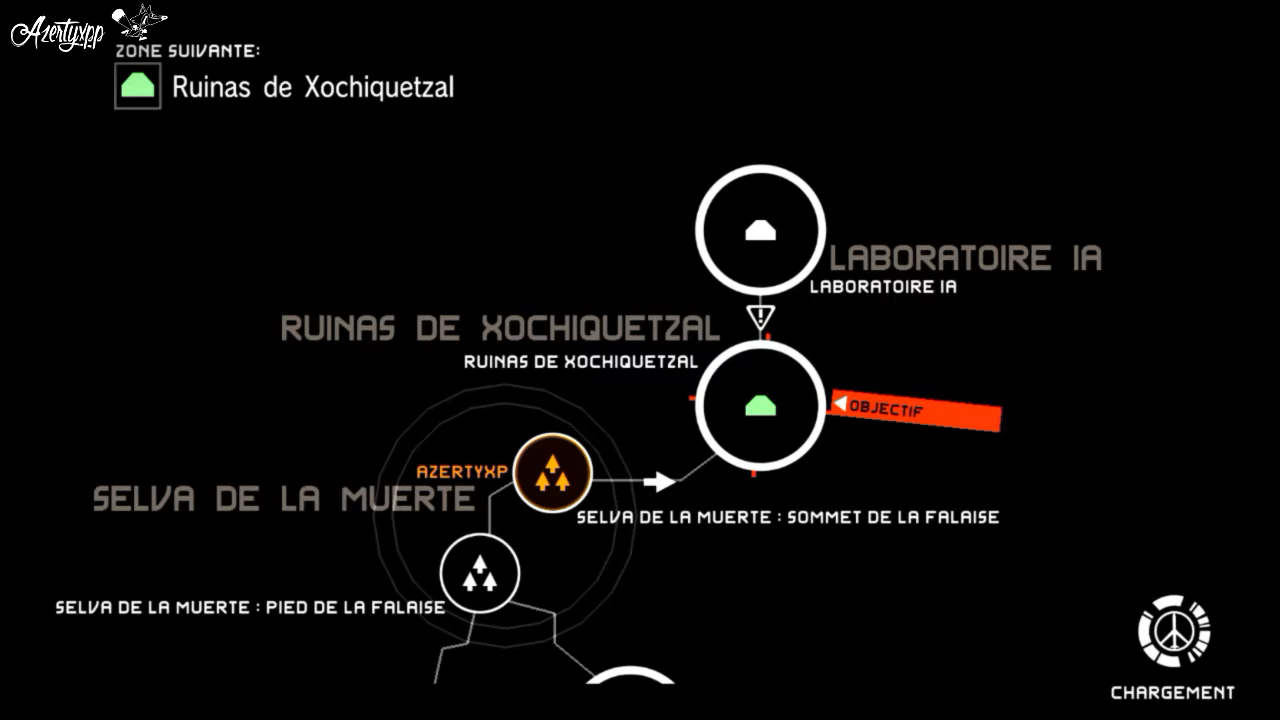 Azertyxpp
ZONE SUIVANTE:
Ruinas de Xochiquetzal
LABORATOIRE IA
LABORATOIRE IA
RUINAS DE XOCHIQUETZAL
RUINAS DE XOCHIQUETZAL
OBJECTIF
AZERTYXP
SELVA DE LA MUERTE
SELVA DE LA MUERTE : SOMMET DE LA FALAISE
SELVA DE LA MUERTE : PIED DE LA FALAISE
CHARGEMENT